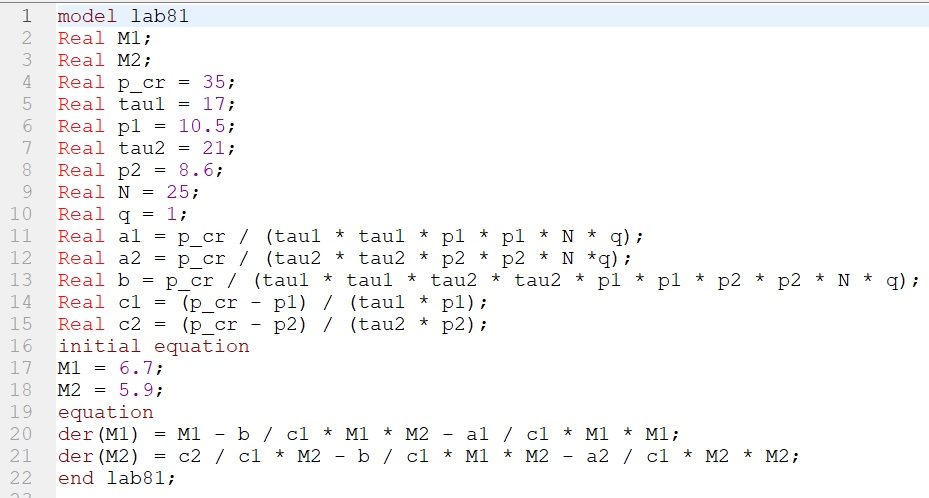 1 model lab81
2 Real M1;
3 Real M2;
4 Real p_cr = 35;
5 Real tau1 = 17;
6 Real p1 = 10.5;
7 Real tau2 = 21;
8 Real p2 = 8.6;
9 Real N = 25;
10 Real q = 1;
11 Real a1 = p_cr / (tau1 * tau1 * p1 * p1 * N * q);
12 Real a2 = p_cr / (tau2 * tau2 * p2 * p2 * N *q);
13 Real b = p_cr / (tau1 * tau1 * tau2 * tau2 * p1 * p1 * p2 * p2 * N * q);
14 Real c1 = (p_cr - p1) / (tau1 * p1);
15 Real c2 = (p_cr - p2) / (tau2 * p2);
16 initial equation
17 M1 = 6.7;
18 M2 = 5.9;
19 equation
20 der(M1) = M1 - b / c1 * M1 * M2 - a1 / c1 * M1 * M1;
21 der(M2) = c2 / c1 * M2 - b / c1 * M1 * M2 - a2 / c1 * M2 * M2;
22 end lab81;
23